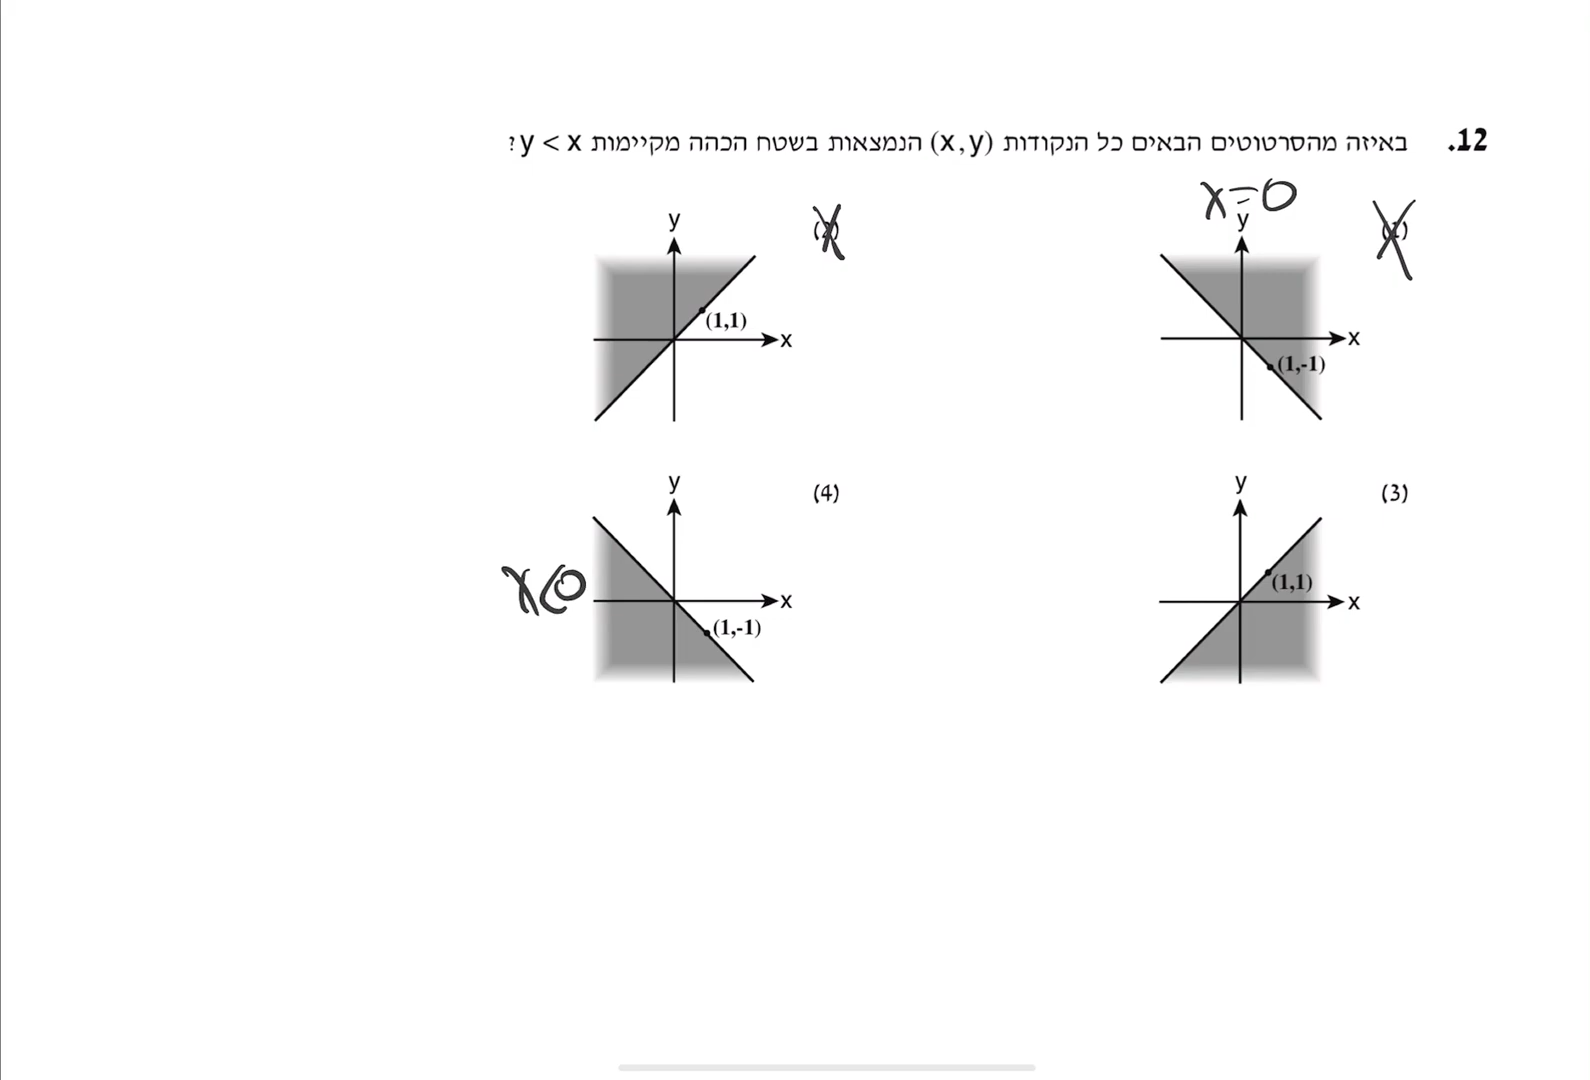 12. באיזה מהסרטוטים הבאים כל הנקודות (x,y) הנמצאות בשטח הכהה מקיימות y < x?
x=0
(1)
y
x
(1,-1)
(2)
y
x
(1,1)
(3)
y
x
(1,1)
(4)
y
x
(1,-1)
x<0